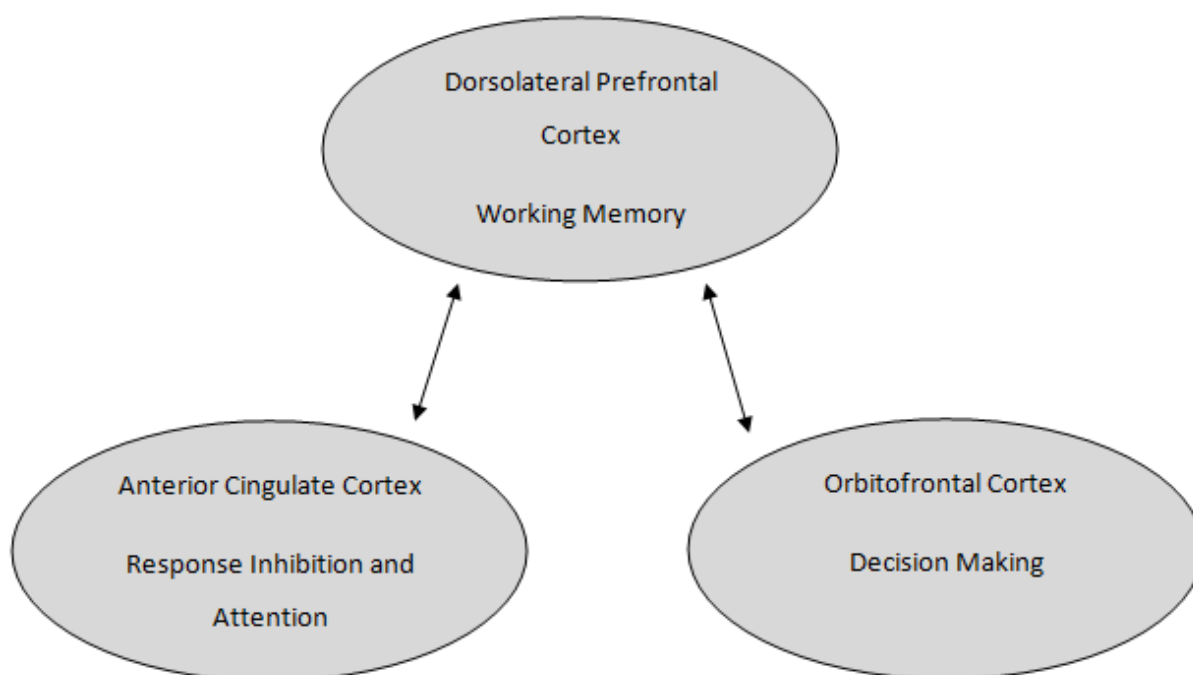 Dorsolateral Prefrontal
Cortex
Working Memory
Anterior Cingulate Cortex
Response Inhibition and
Attention
Orbitofrontal Cortex
Decision Making